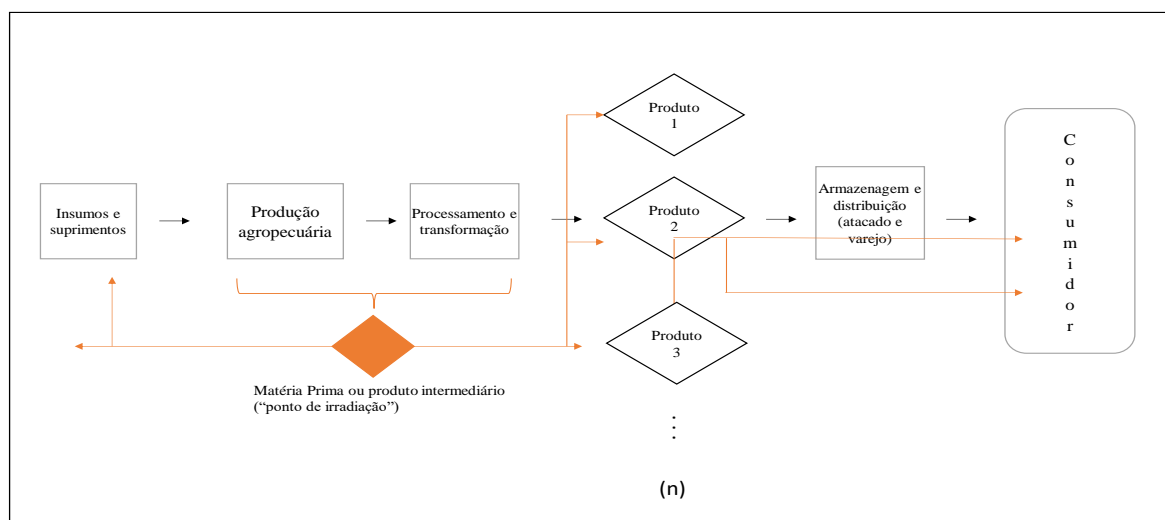 Insumos e
suprimentos
Produção
agropecuária
Processamento e
transformação
Produto
1
Produto
2
Produto
3
Armazenagem e
distribuição
(atacado e
varejo)
C
o
n
s
u
m
i
d
o
r
Matéria Prima ou produto intermediário
(“ponto de irradiação”)
⋮
(n)